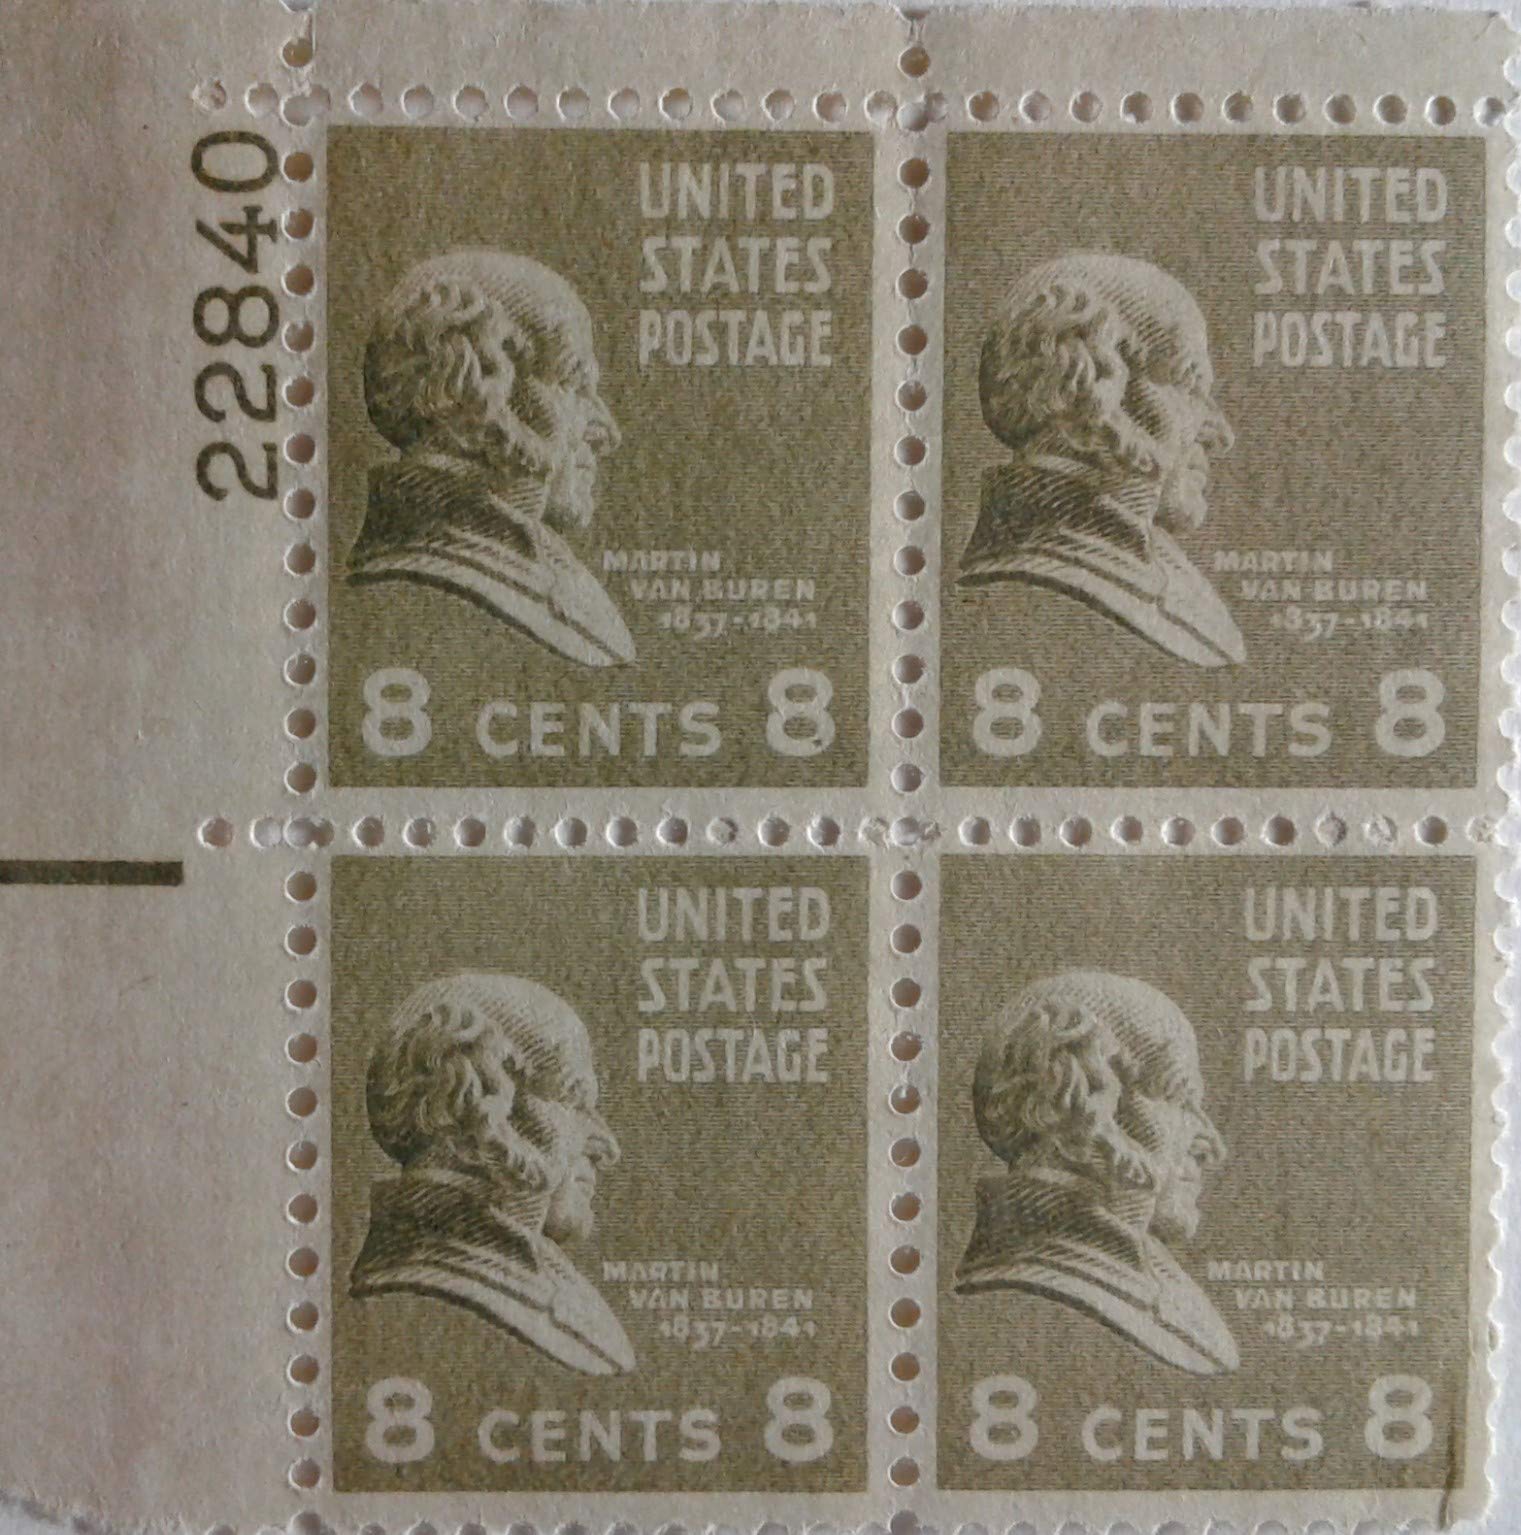 22840
UNITED
STATES
POSTAGE
MARTIN
VAN BUREN
1837-1841
8 CENTS 8
UNITED
STATES
POSTAGE
MARTIN
VAN BUREN
1837-1841
8 CENTS 8
UNITED
STATES
POSTAGE
MARTIN
VAN BUREN
1837-1841
8 CENTS 8
UNITED
STATES
POSTAGE
MARTIN
VAN BUREN
1837-1841
8 CENTS 8